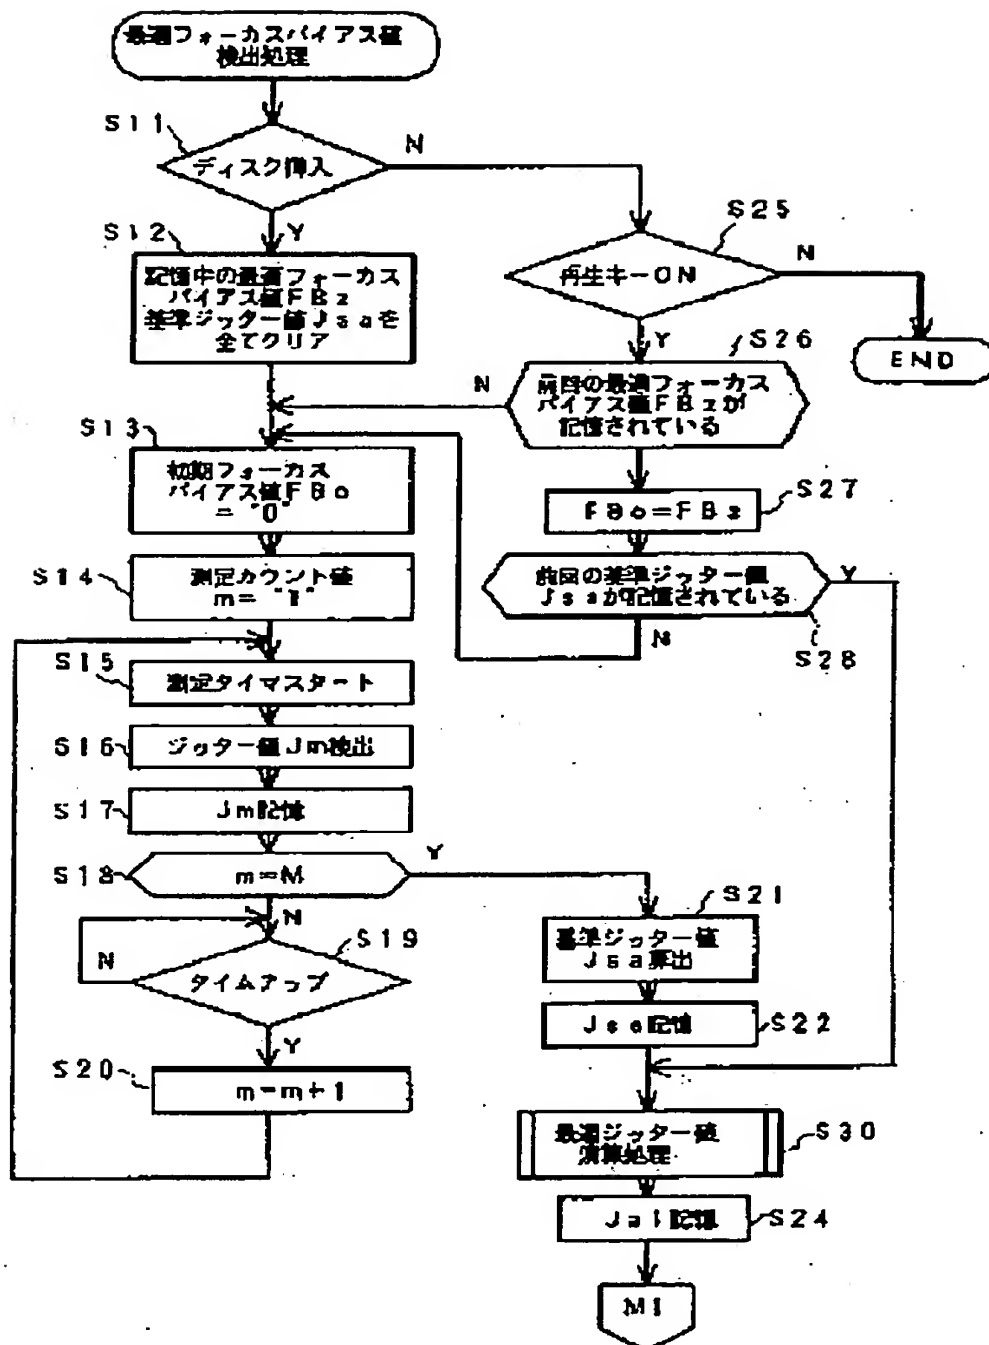 最適フォーカスバイアス値
検出処理
S11
ディスク挿入
N
Y
S12
記憶中の最適フォーカス
バイアス値FBz
基準ジッター値Jsaを
全てクリア
S25
再生キーON
N
Y
END
S26
前回の最適フォーカス
バイアス値FBzが
記憶されている
N
S13
初期フォーカス
バイアス値FBo
="0"
S27
FBo=FBz
S14
測定カウント値
m="1"
前回の基準ジッター値
Jsaが記憶されている
Y
N
S28
S15
測定タイマスタート
S16
ジッター値Jm検出
S17
Jm記憶
S18
m=M
Y
N
S19
タイムアップ
N
Y
S20
m=m+1
S21
基準ジッター値
Jsa算出
Jsa記憶
S22
最適ジッター値
演算処理
S30
記憶
S24
M1